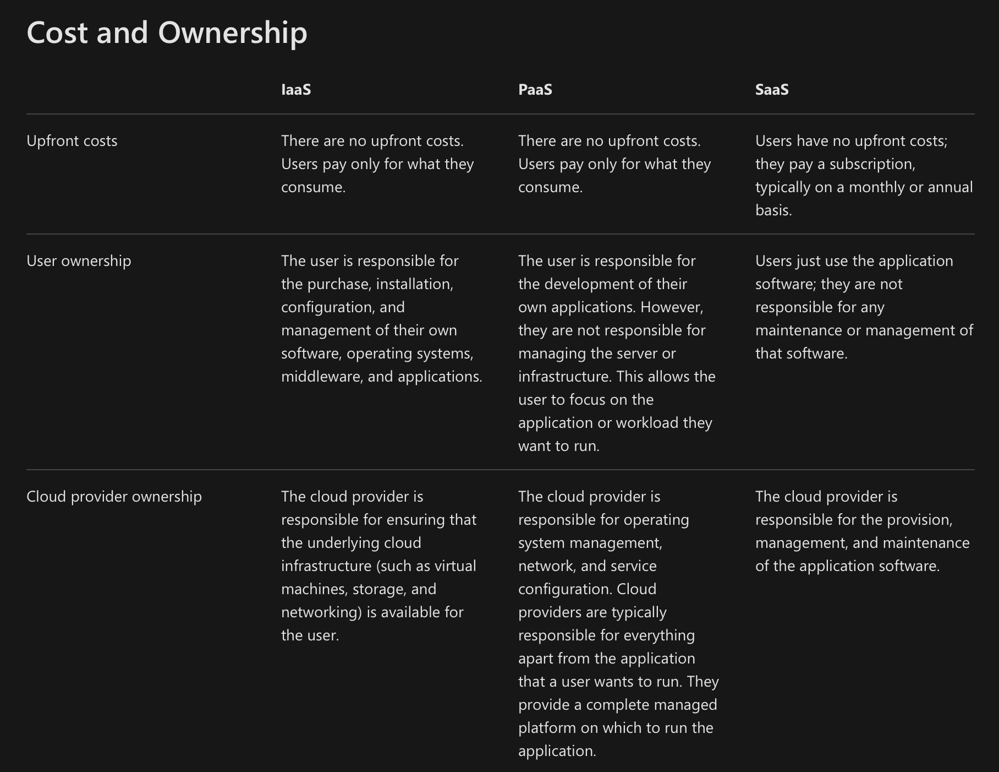 Cost and Ownership
IaaS
PaaS
SaaS
Upfront costs
There are no upfront costs.
Users pay only for what they
consume.
There are no upfront costs.
Users pay only for what they
consume.
Users have no upfront costs;
they pay a subscription,
typically on a monthly or annual
basis.
User ownership
The user is responsible for
the purchase, installation,
configuration, and
management of their own
software, operating systems,
middleware, and applications.
The user is responsible for
the development of their
own applications. However,
they are not responsible for
managing the server or
infrastructure. This allows the
user to focus on the
application or workload they
want to run.
Users just use the application
software; they are not
responsible for any
maintenance or management of
that software.
Cloud provider ownership
The cloud provider is
responsible for ensuring that
the underlying cloud
infrastructure (such as virtual
machines, storage, and
networking) is available for
the user.
The cloud provider is
responsible for operating
system management,
network, and service
configuration. Cloud
providers are typically
responsible for everything
apart from the application
that a user wants to run. They
provide a complete managed
platform on which to run the
application.
The cloud provider is
responsible for the provision,
management, and maintenance
of the application software.